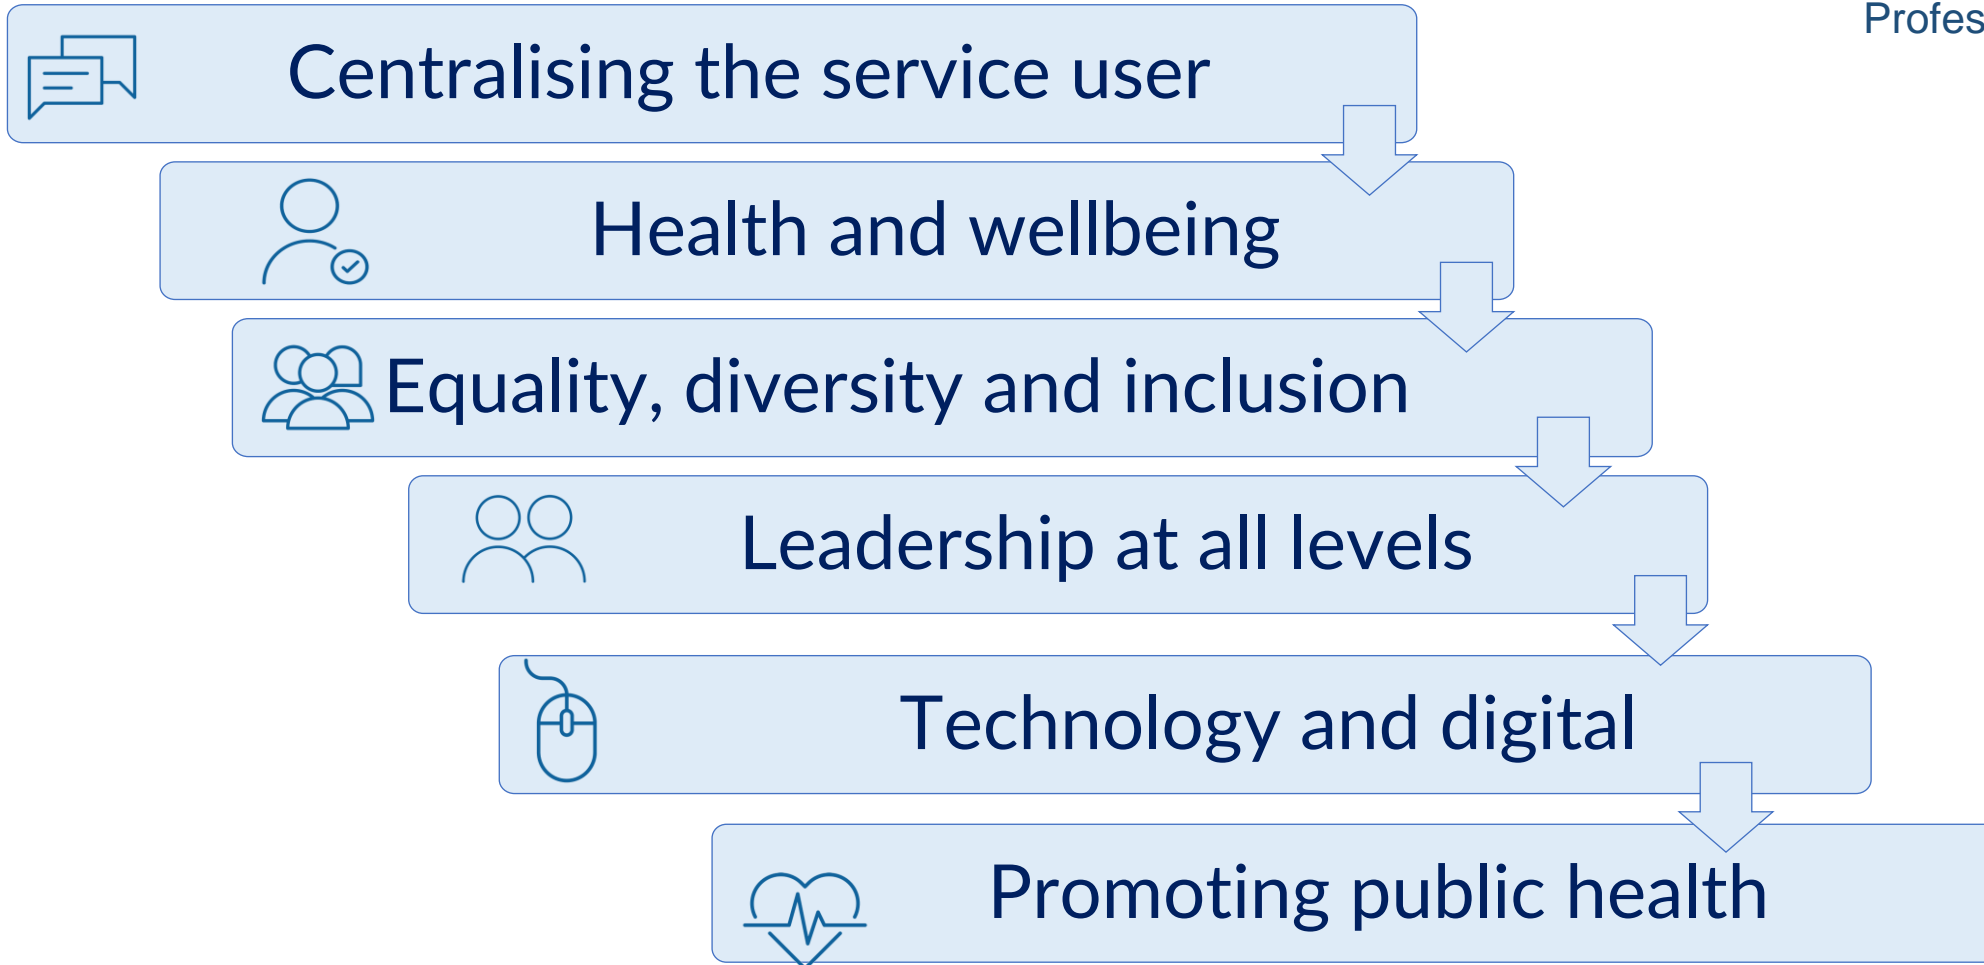 Profes
Centralising the service user
Health and wellbeing
Equality, diversity and inclusion
Leadership at all levels
Technology and digital
Promoting public health